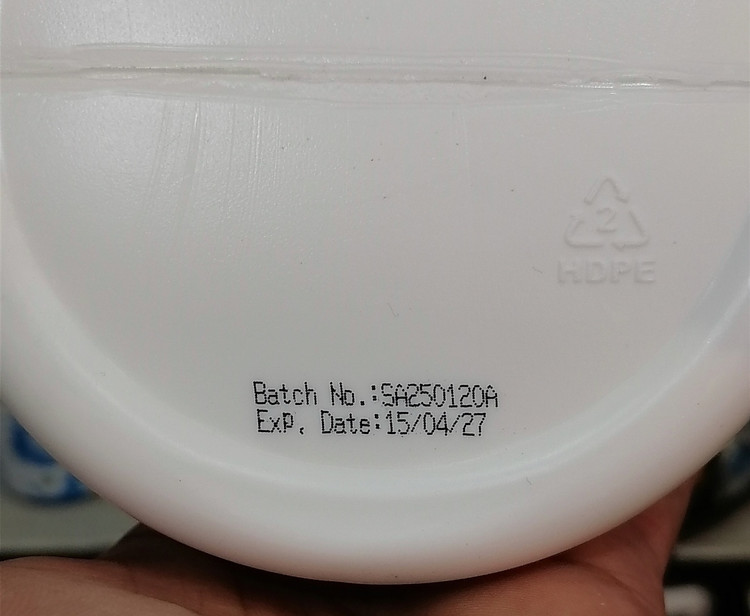 2
HDPE
Batch No.:SA250120A
Exp. Date:15/04/27